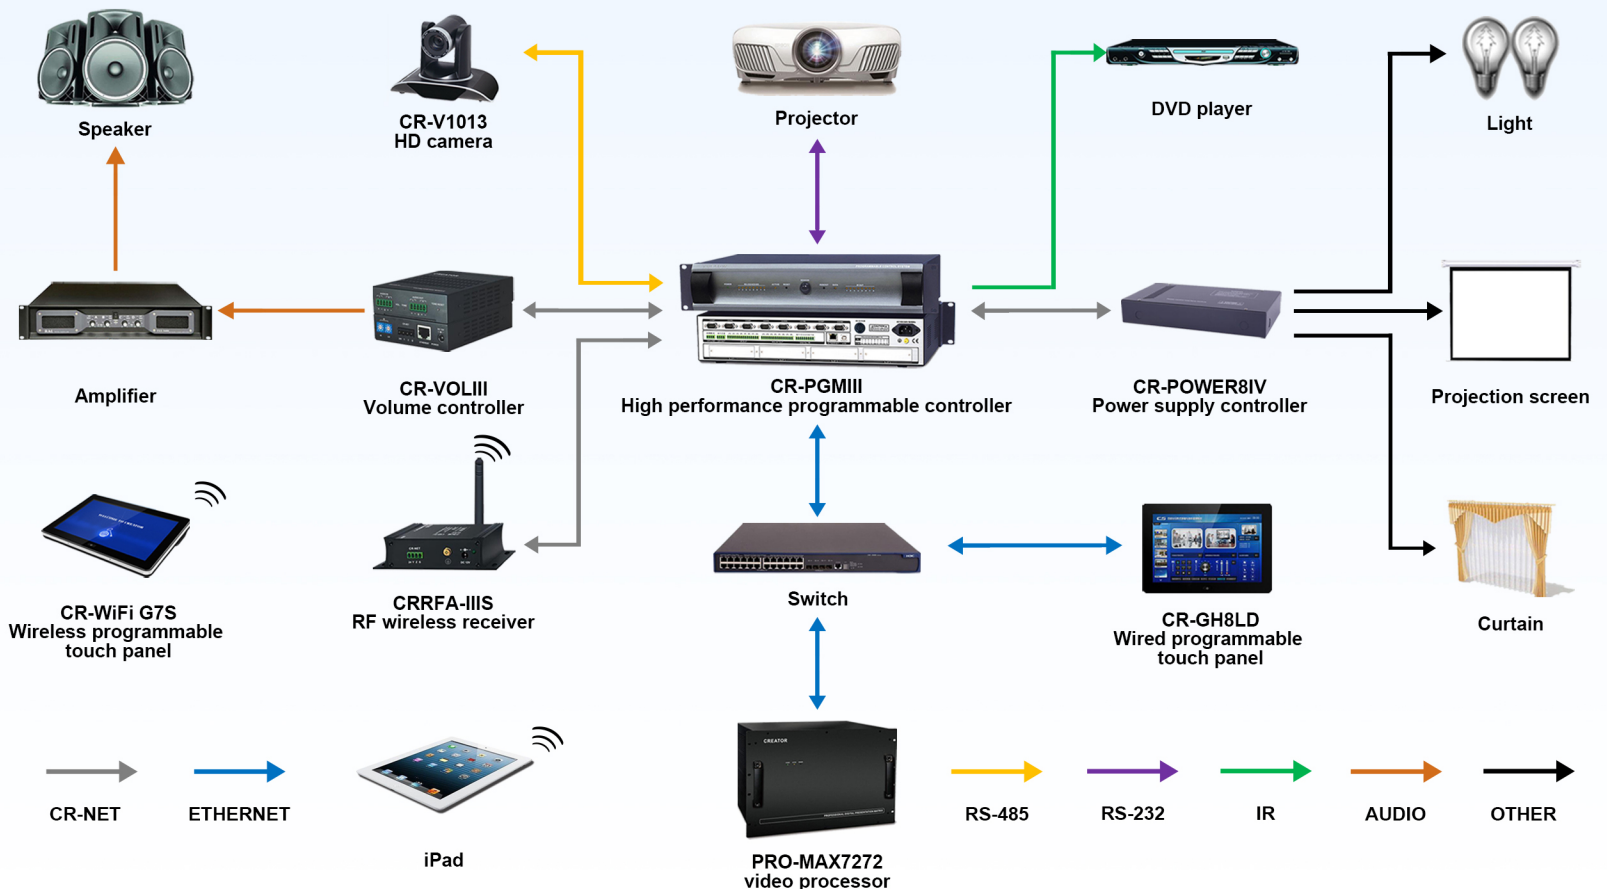 Speaker
CR-V1013
HD camera
Projector
DVD player
Light
Amplifier
CR-VOLIII
Volume controller
CR-PGMIII
High performance programmable controller
CR-POWER8IV
Power supply controller
Projection screen
CR-WiFi G7S
Wireless programmable
touch panel
CRRFA-IIIS
RF wireless receiver
Switch
CR-GH8LD
Wired programmable
touch panel
Curtain
CREATOR
CR-NET
ETHERNET
iPad
PRO-MAX7272
video processor
RS-485
RS-232
IR
AUDIO
OTHER